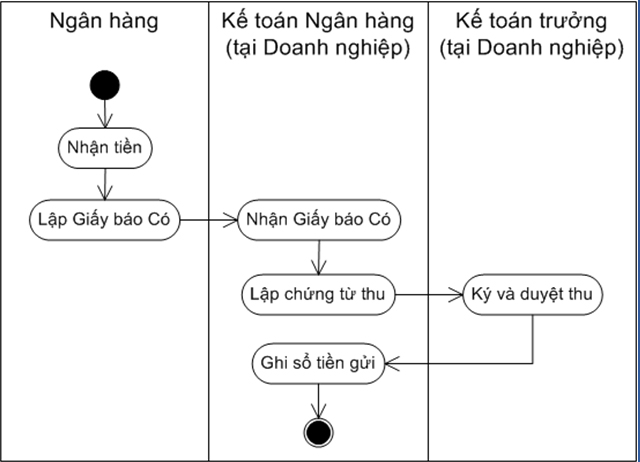 Ngân hàng
Kế toán Ngân hàng
(tại Doanh nghiệp)
Kế toán trưởng
(tại Doanh nghiệp)
Nhận tiền
Lập Giấy báo Có
Nhận Giấy báo Có
Lập chứng từ thu
Ký và duyệt thu
Ghi sổ tiền gửi